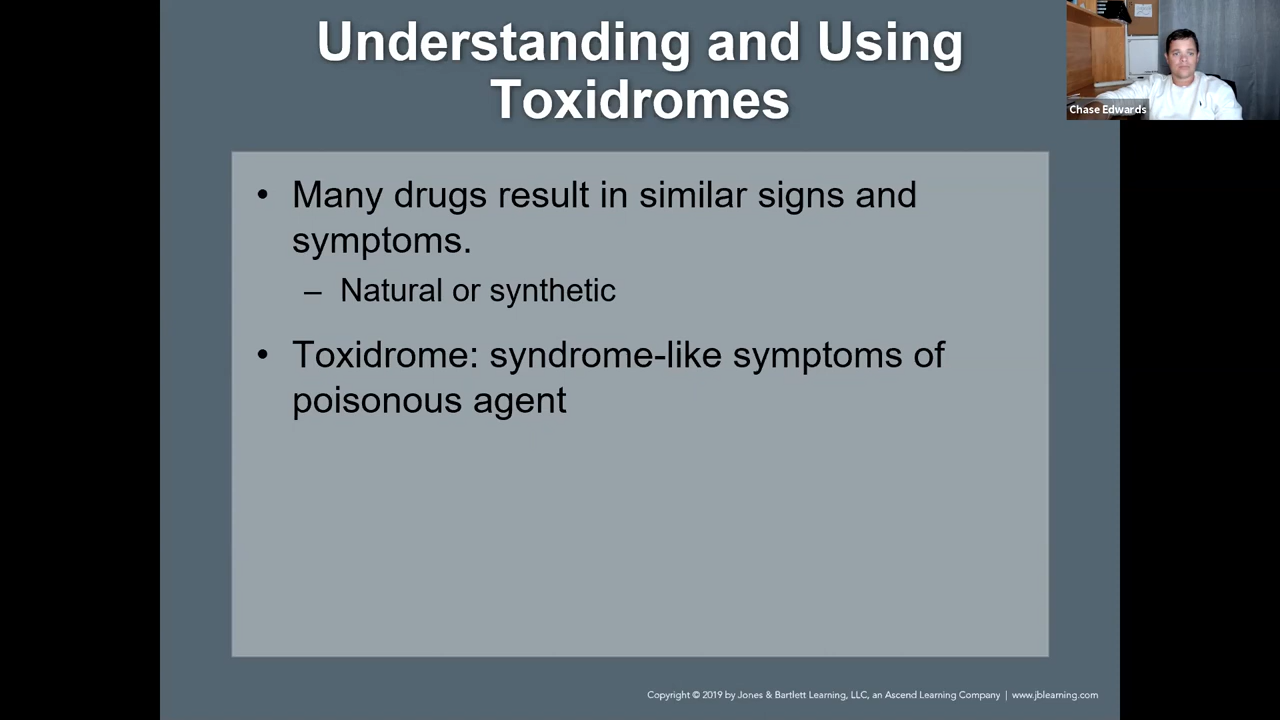 Understanding and Using
Toxidromes
Chase Edwards
• Many drugs result in similar signs and
symptoms.
– Natural or synthetic
• Toxidrome: syndrome-like symptoms of
poisonous agent
Copyright © 2019 by Jones & Bartlett Learning, LLC, an Ascend Learning Company | www.jblearning.com